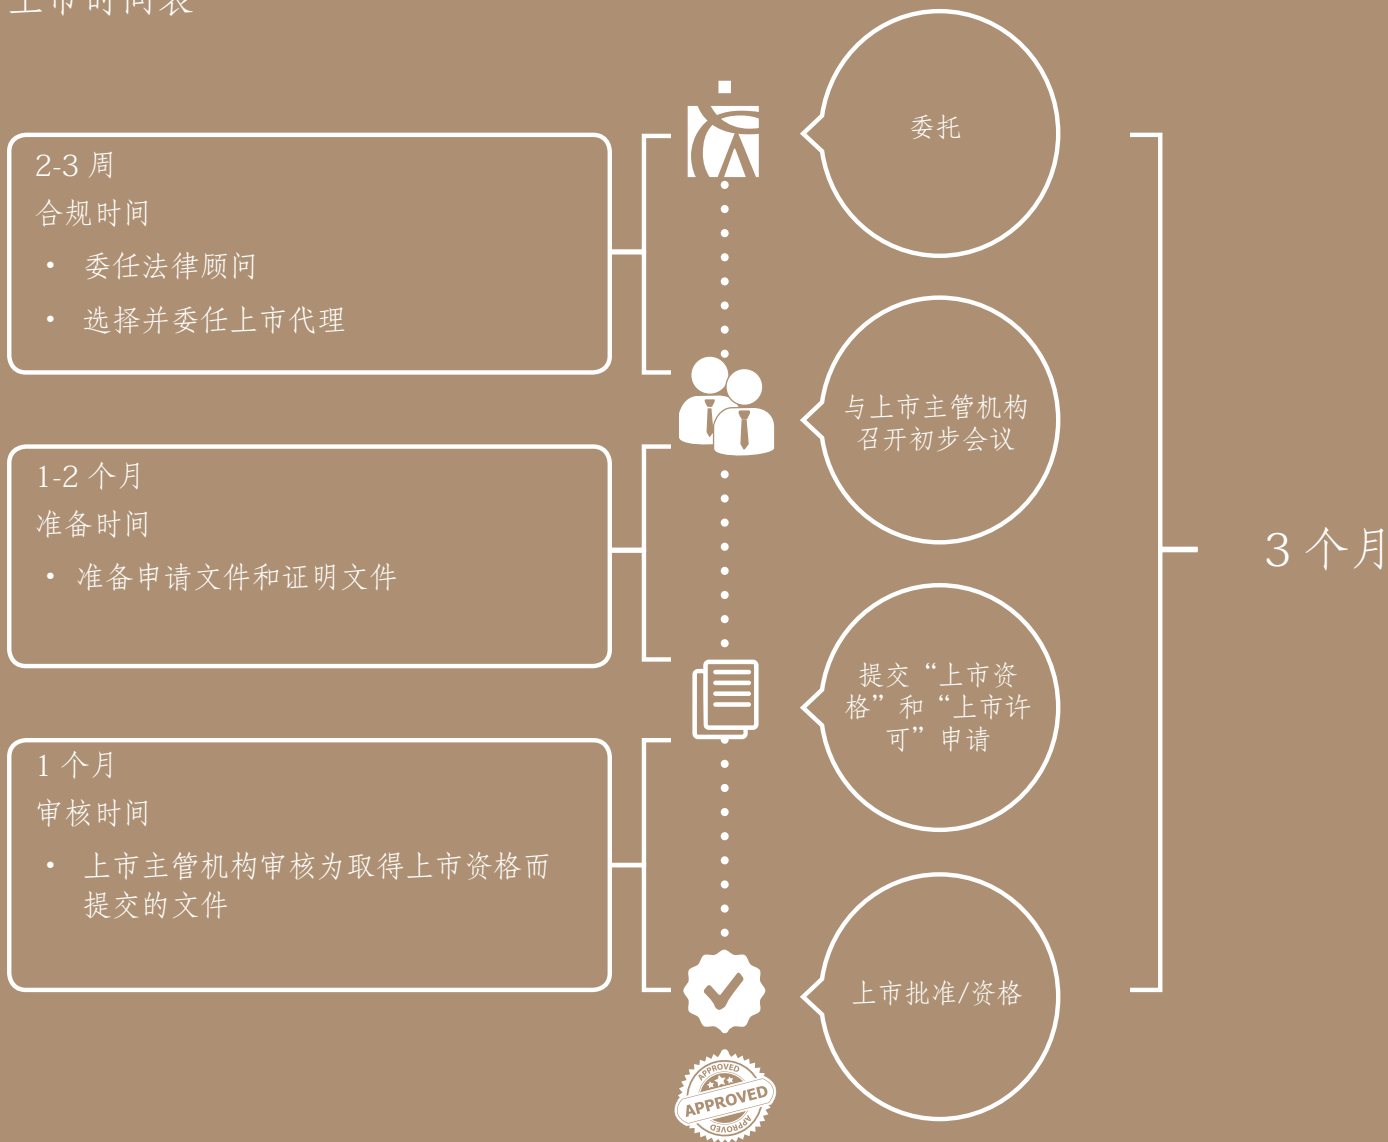 上市时间表
委托
2-3 周
合规时间
· 委任法律顾问
· 选择并委任上市代理
与上市主管机构
召开初步会议
1-2 个月
准备时间
· 准备申请文件和证明文件
3 个月
提交“上市资
格”和“上市许
可”申请
1 个月
审核时间
· 上市主管机构审核为取得上市资格而
提交的文件
上市批准/资格
APPROVED
APPROVED
APPROVED